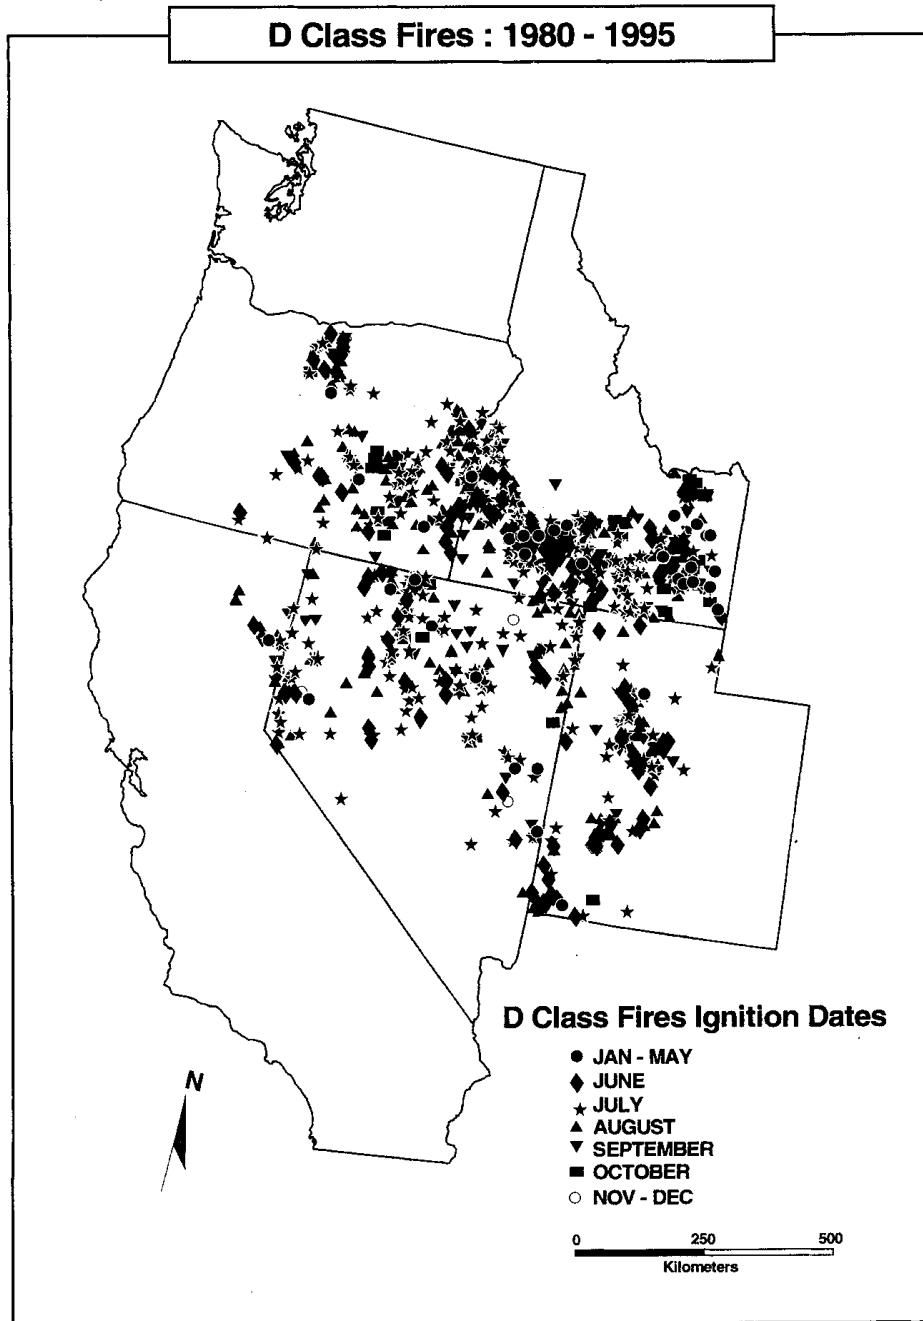 D Class Fires : 1980 - 1995
D Class Fires Ignition Dates
JAN - MAY
JUNE
JULY
AUGUST
SEPTEMBER
OCTOBER
NOV - DEC
N
0 250 500
Kilometers